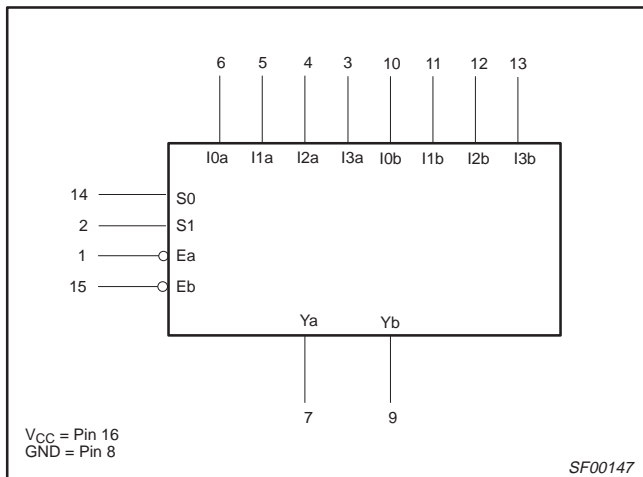 6 5 4 3 10 11 12 13
I0a I1a I2a I3a I0b I1b I2b I3b
14 S0
2 S1
1 Ea
15 Eb
Ya Yb
7 9
VCC = Pin 16
GND = Pin 8
SF00147